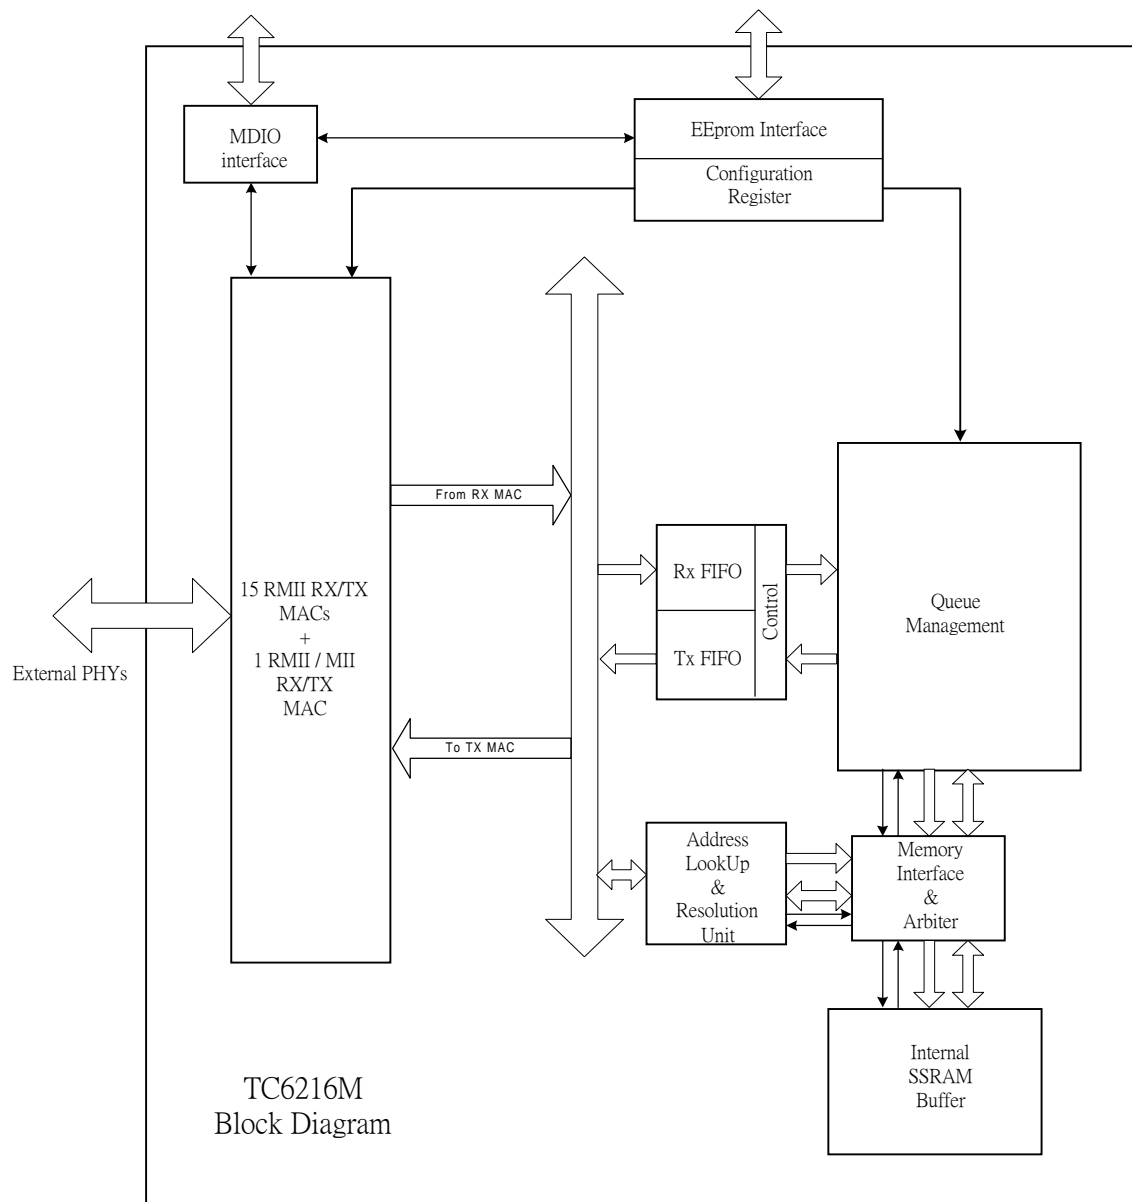 MDIO
interface
EEprom Interface
Configuration
Register
From RX MAC
15 RMII RX/TX
MACs
+
1 RMII / MII
RX/TX
MAC
External PHYs
To TX MAC
Rx FIFO
Tx FIFO
Control
Queue
Management
Address
LookUp
&
Resolution
Unit
Memory
Interface
&
Arbiter
Internal
SSRAM
Buffer
TC6216M
Block Diagram